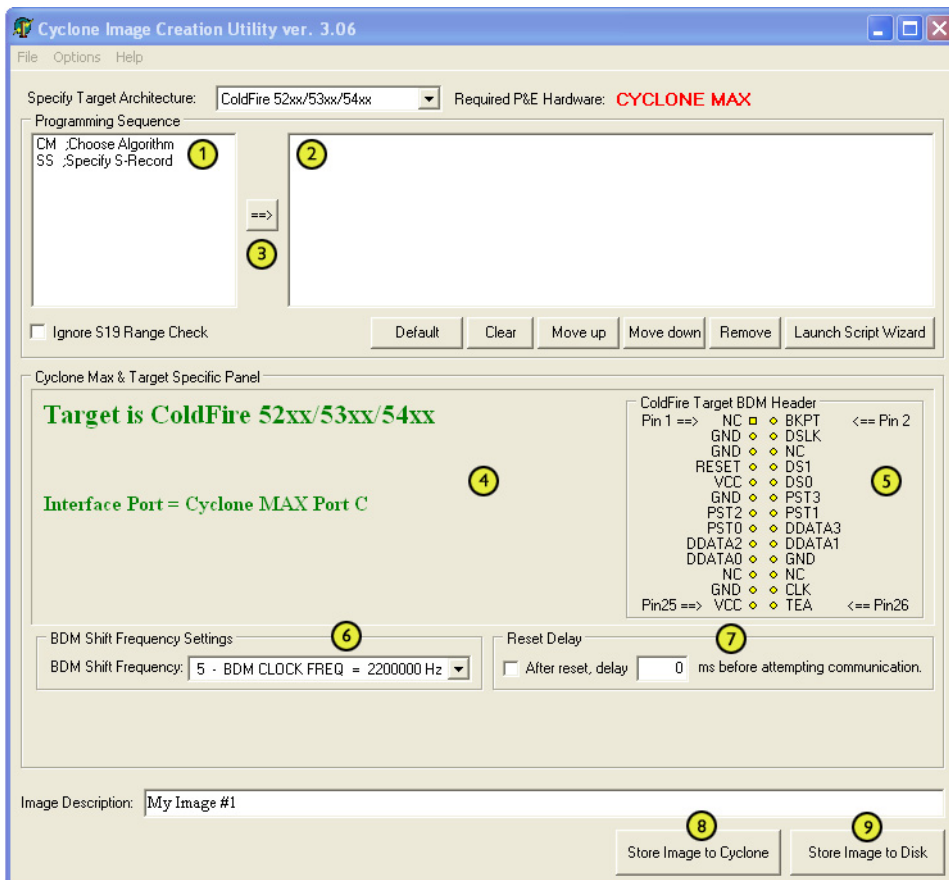 Cyclone Image Creation Utility ver. 3.06
File Options Help
Specify Target Architecture: ColdFire 52xx/53xx/54xx Required P&E Hardware: CYCLONE MAX
Programming Sequence
CM ;Choose Algorithm
SS ;Specify S-Record
1
2
==>
3
Ignore S19 Range Check
Default Clear Move up Move down Remove Launch Script Wizard
Cyclone Max & Target Specific Panel
Target is ColdFire 52xx/53xx/54xx
Interface Port = Cyclone MAX Port C
4
ColdFire Target BDM Header
Pin 1 ==> NC BKPT <== Pin 2
GND DSLK
GND NC
RESET DS1
VCC DS0
GND PST3
PST2 PST1
PST0 DDATA3
DDATA2 DDATA1
DDATA0 GND
NC NC
GND CLK
Pin25 ==> VCC TEA <== Pin26
5
BDM Shift Frequency Settings
6
BDM Shift Frequency: 5 - BDM CLOCK FREQ = 2200000 Hz
Reset Delay
7
After reset, delay 0 ms before attempting communication.
Image Description: My Image #1
8
Store Image to Cyclone
9
Store Image to Disk